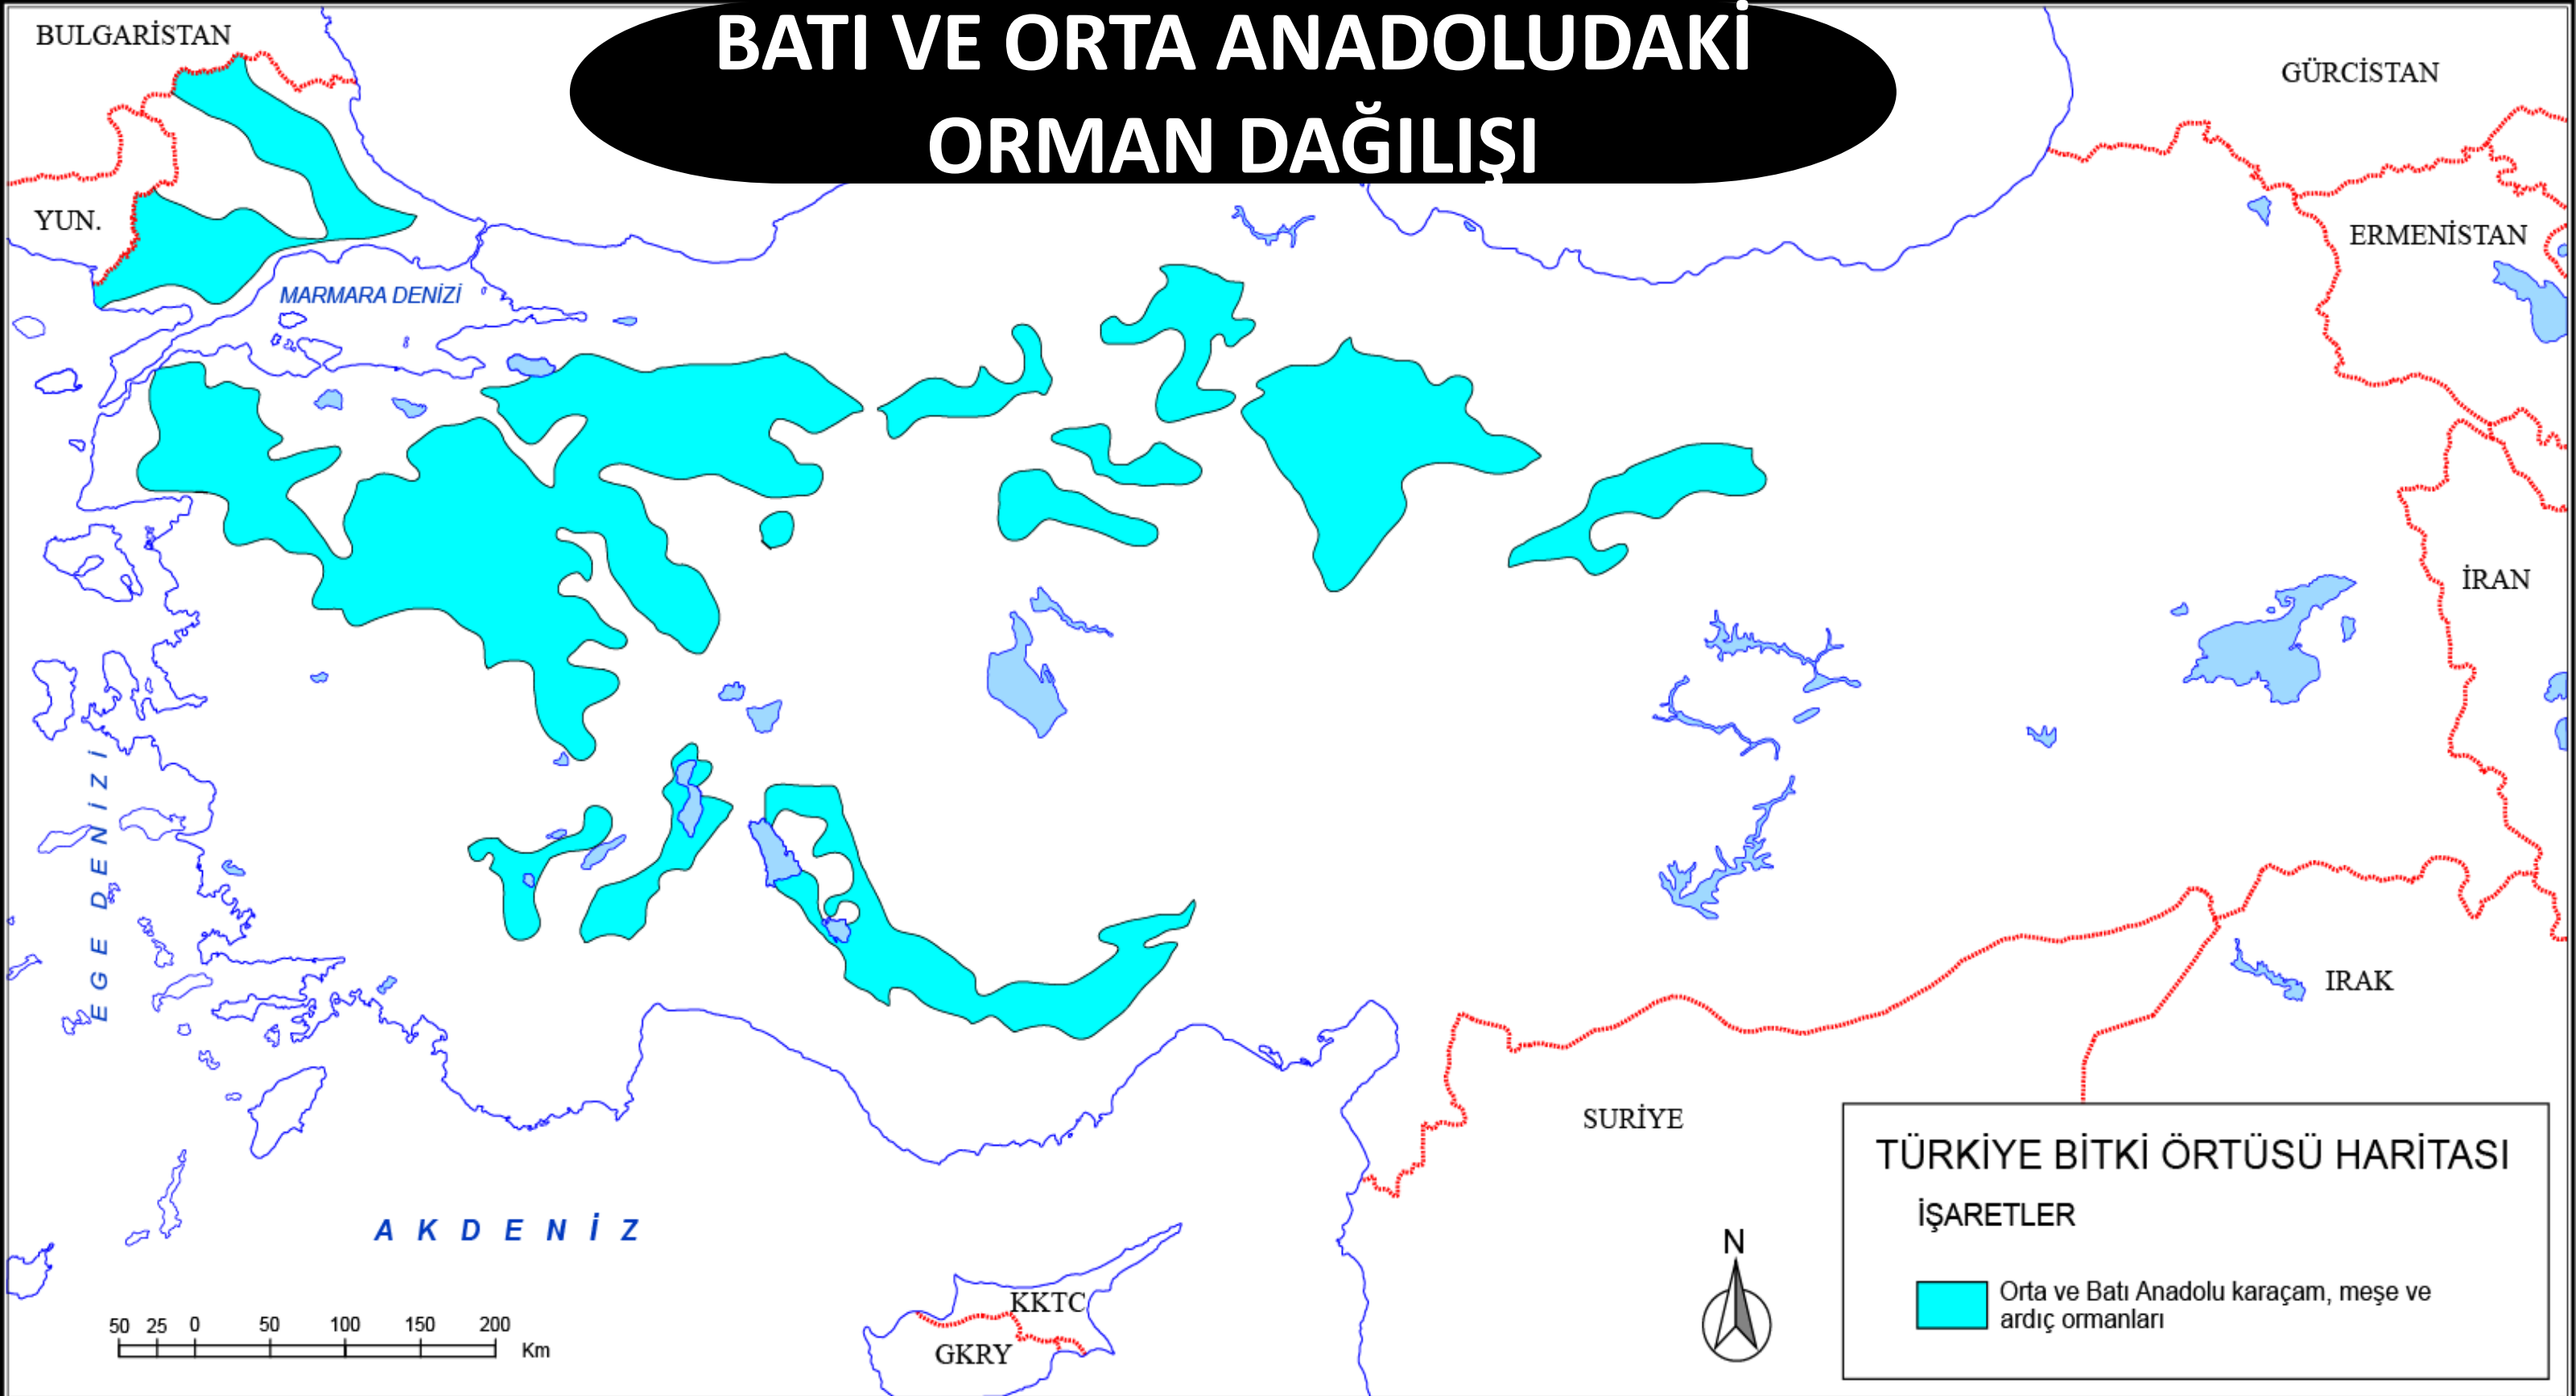 BATI VE ORTA ANADOLUDAKİ
ORMAN DAĞILIŞI
BULGARİSTAN
GÜRCİSTAN
YUN.
ERMENİSTAN
MARMARA DENİZİ
İRAN
EGE DENİZİ
IRAK
SURİYE
AKDENİZ
KKTC
GKRY
50 25 0 50 100 150 200
Km
N
TÜRKİYE BİTKİ ÖRTÜSÜ HARİTASI
İŞARETLER
Orta ve Batı Anadolu karaçam, meşe ve
ardıç ormanları